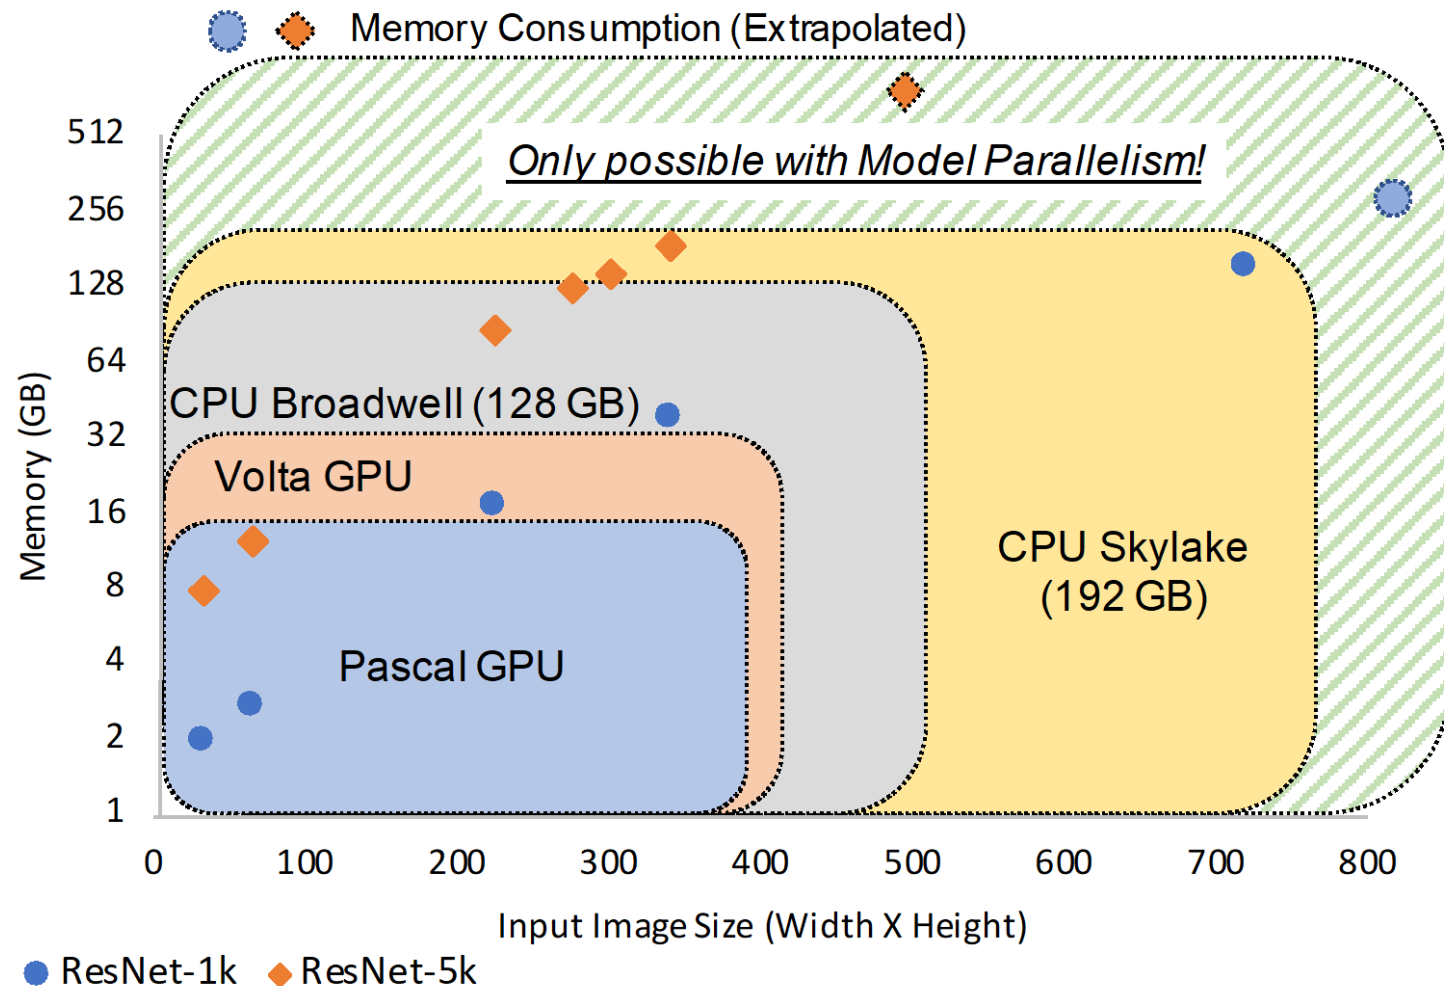 Memory Consumption (Extrapolated)
512
Only possible with Model Parallelism!
256
128
64
CPU Broadwell (128 GB)
32
Volta GPU
16
CPU Skylake
(192 GB)
8
Pascal GPU
4
2
1
Memory (GB)
0 100 200 300 400 500 600 700 800
Input Image Size (Width X Height)
ResNet-1k ResNet-5k